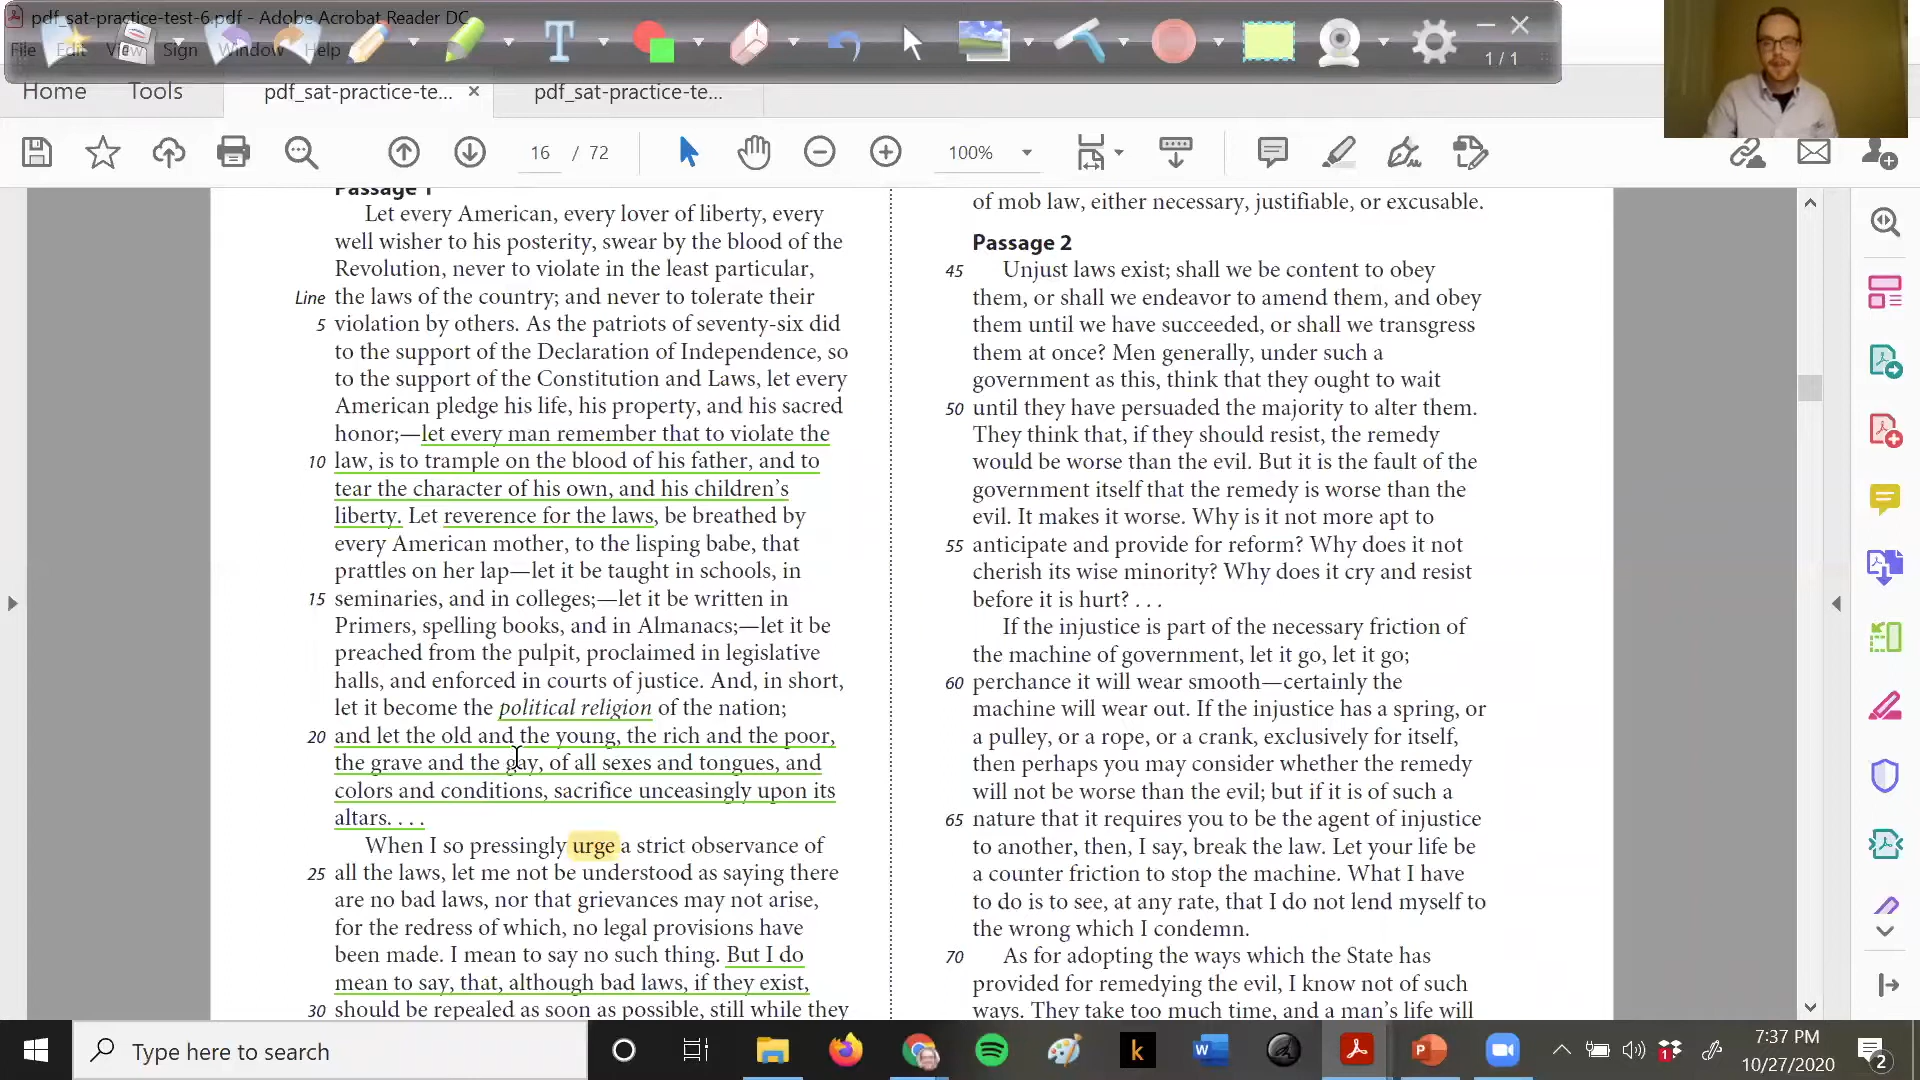 pdf_sat-practice-test-6.pdf - Adobe Acrobat Reader DC
File Edit View Sign Window Help
1/1
Home Tools pdf_sat-practice-te... × pdf_sat-practice-te...
16 / 72 100%
Passage 1
Let every American, every lover of liberty, every
well wisher to his posterity, swear by the blood of the
Revolution, never to violate in the least particular,
Line the laws of the country; and never to tolerate their
5 violation by others. As the patriots of seventy-six did
to the support of the Declaration of Independence, so
to the support of the Constitution and Laws, let every
American pledge his life, his property, and his sacred
honor;—let every man remember that to violate the
10 law, is to trample on the blood of his father, and to
tear the character of his own, and his children's
liberty. Let reverence for the laws, be breathed by
every American mother, to the lisping babe, that
prattles on her lap—let it be taught in schools, in
15 seminaries, and in colleges;—let it be written in
Primers, spelling books, and in Almanacs;—let it be
preached from the pulpit, proclaimed in legislative
halls, and enforced in courts of justice. And, in short,
let it become the political religion of the nation;
20 and let the old and the young, the rich and the poor,
the grave and the gay, of all sexes and tongues, and
colors and conditions, sacrifice unceasingly upon its
altars. . . .
When I so pressingly urge a strict observance of
25 all the laws, let me not be understood as saying there
are no bad laws, nor that grievances may not arise,
for the redress of which, no legal provisions have
been made. I mean to say no such thing. But I do
mean to say, that, although bad laws, if they exist,
30 should be repealed as soon as possible, still while they
of mob law, either necessary, justifiable, or excusable.
Passage 2
45 Unjust laws exist; shall we be content to obey
them, or shall we endeavor to amend them, and obey
them until we have succeeded, or shall we transgress
them at once? Men generally, under such a
government as this, think that they ought to wait
50 until they have persuaded the majority to alter them.
They think that, if they should resist, the remedy
would be worse than the evil. But it is the fault of the
government itself that the remedy is worse than the
evil. It makes it worse. Why is it not more apt to
55 anticipate and provide for reform? Why does it not
cherish its wise minority? Why does it cry and resist
before it is hurt? . . .
If the injustice is part of the necessary friction of
the machine of government, let it go, let it go;
60 perchance it will wear smooth—certainly the
machine will wear out. If the injustice has a spring, or
a pulley, or a rope, or a crank, exclusively for itself,
then perhaps you may consider whether the remedy
will not be worse than the evil; but if it is of such a
65 nature that it requires you to be the agent of injustice
to another, then, I say, break the law. Let your life be
a counter friction to stop the machine. What I have
to do is to see, at any rate, that I do not lend myself to
the wrong which I condemn.
70 As for adopting the ways which the State has
provided for remedying the evil, I know not of such
ways. They take too much time, and a man's life will
Type here to search
7:37 PM
10/27/2020
2